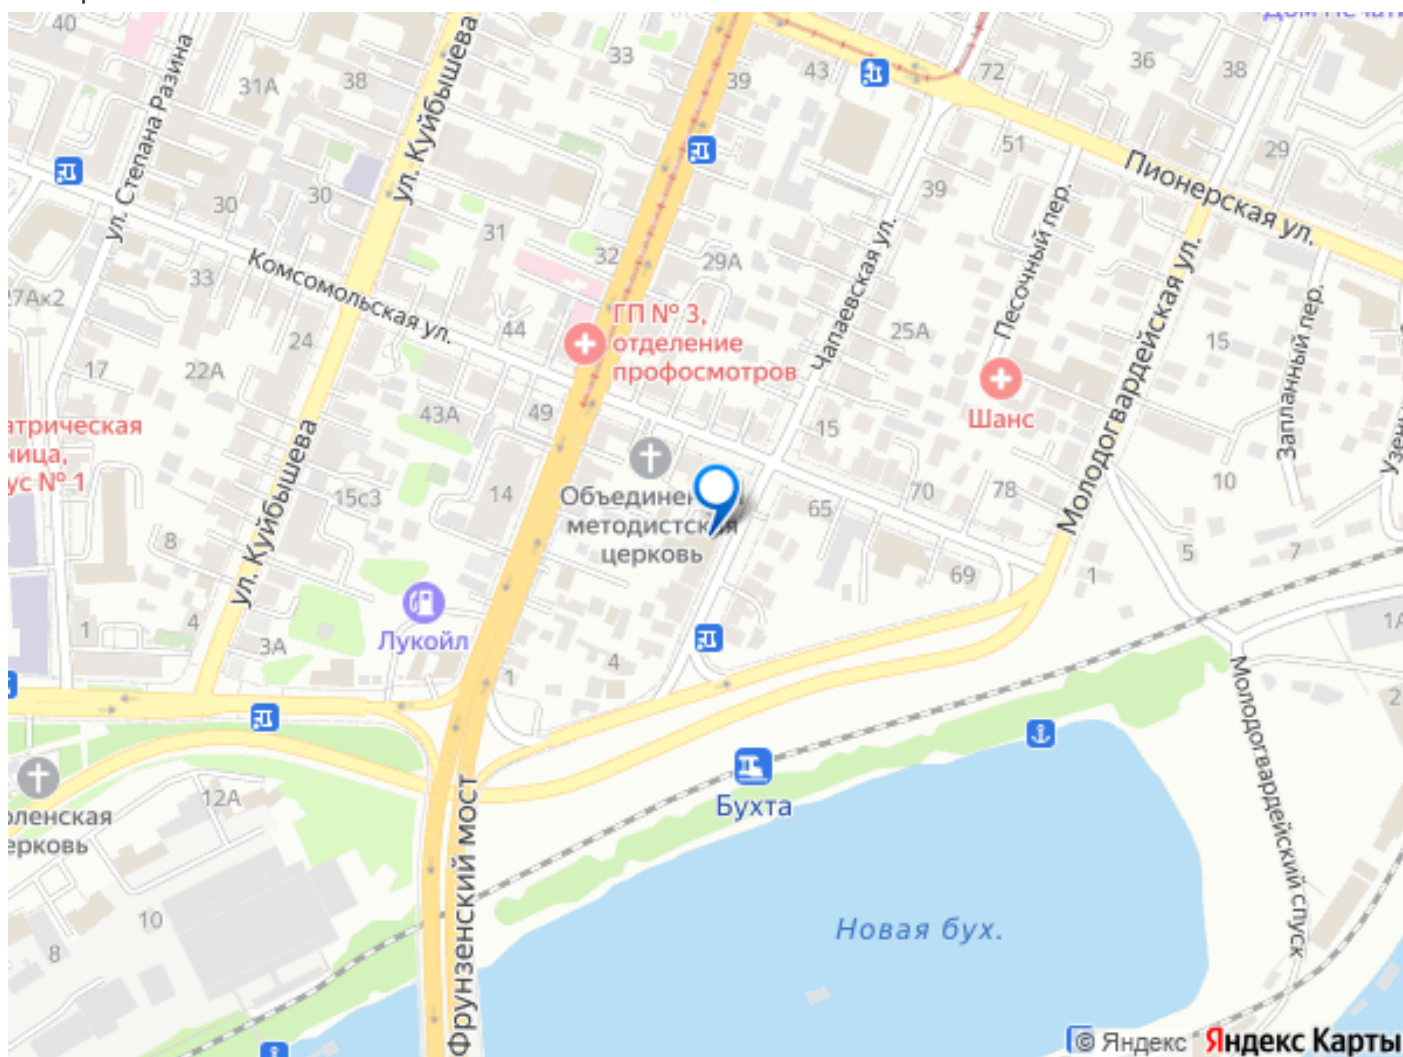 40
ул. Степана Разина
31А
38
ул. Куйбышева
33
39
43
72
36
38
51
29
Пионерская ул.
39
Песочный пер.
30
30
31
32
29А
Чапаевская ул.
Молодогвардейская ул.
27Ак2
33
Комсомольская ул.
44
24
17
22А
ГП № 3,
отделение
профосмотров
25А
15
Запланный пер.
Шанс
43А
49
15
10
70
78
65
5
7
1
69
14
15с3
8
Объединен
методистская
церковь
ул. Куйбышева
Лукойл
1
4
3А
1
4
1А
2
Молодогвардейский спуск
Бухта
12А
10
8
Фрунзенский мост
Новая бух.
© Яндекс
Яндекс Карты